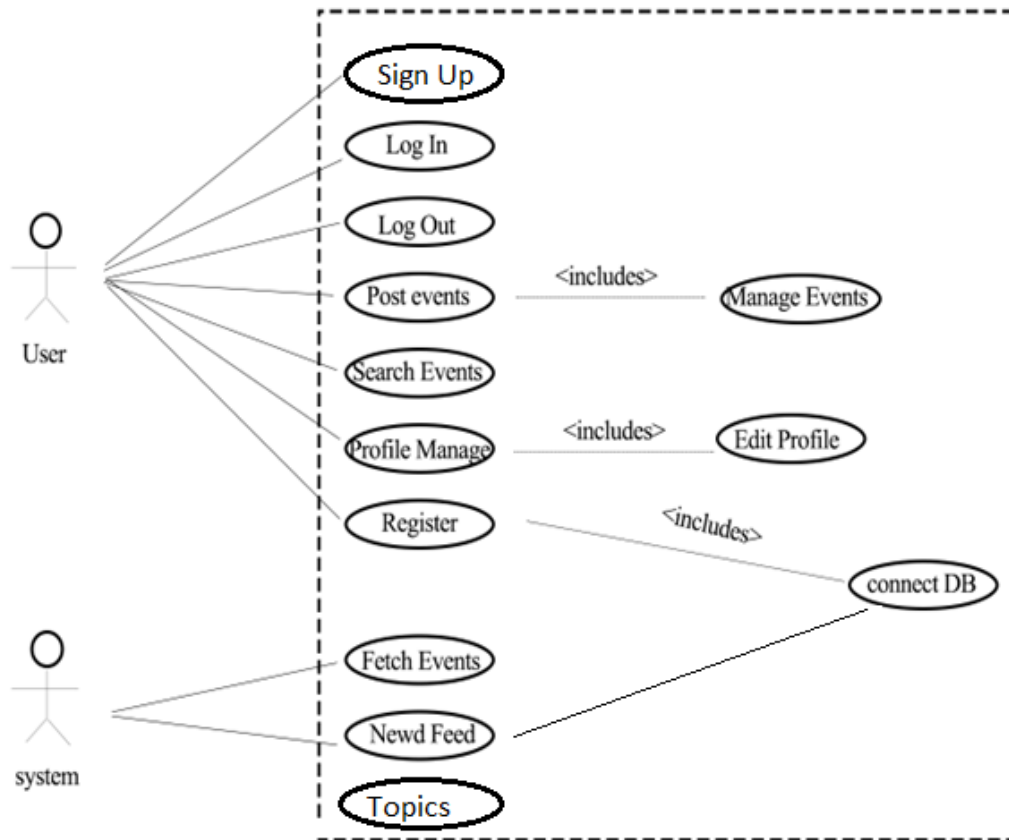 Sign Up
Log In
Log Out
<includes>
Post events
Manage Events
User
Search Events
<includes>
Profile Manage
Edit Profile
Register
<includes>
connect DB
Fetch Events
Newd Feed
system
Topics